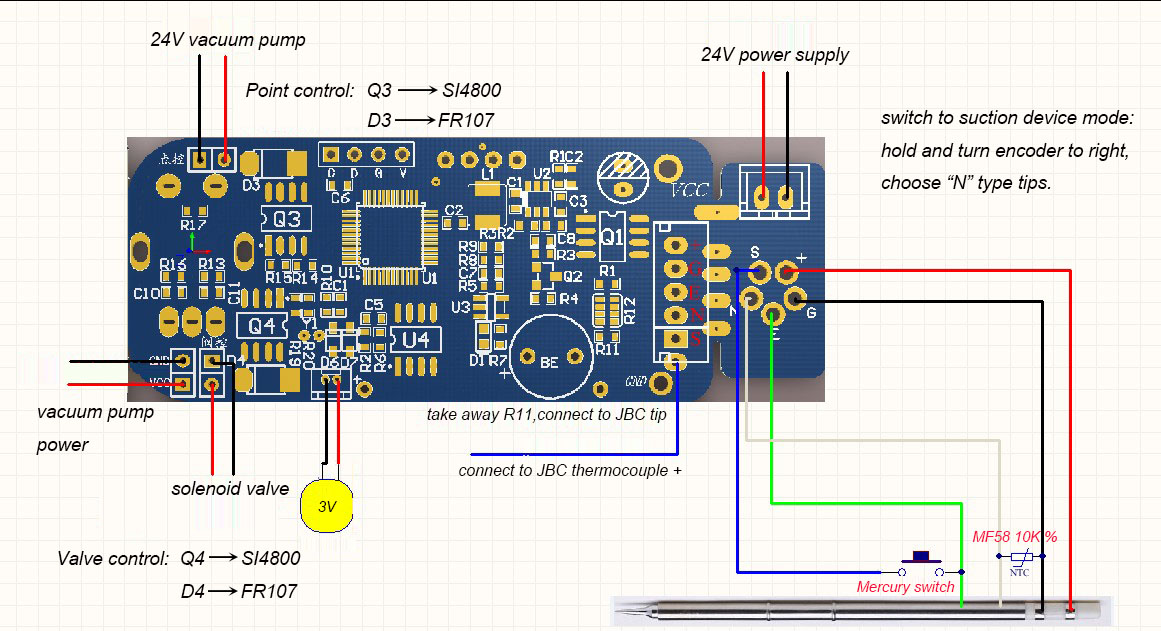 24V vacuum pump
24V power supply
Point control: Q3 → SI4800
D3 → FR107
switch to suction device mode:
hold and turn encoder to right,
choose “N” type tips.
点控
D3
C D G V
C6
L1
C1
U2
R1C2
C3
VCC
Q3
R17
C2
R3R2
C8
Q1
R9
R8
C7
R5
R3
Q2
R4
R1
R12
R11
+
G
E
N
S
S
+
N
G
E
R16
R13
C10
C11
R15
R14
R10
C1
U1
U1
Y1
C5
U3
Q4
R19
R20
U4
R2
R6
D1
R7
+
BE
阀控
D4
D6
D7
+
GND
VCC
GND
vacuum pump
power
take away R11,connect to JBC tip
connect to JBC thermocouple +
solenoid valve
3V
Valve control: Q4 → SI4800
D4 → FR107
MF58 10K %
NTC
Mercury switch